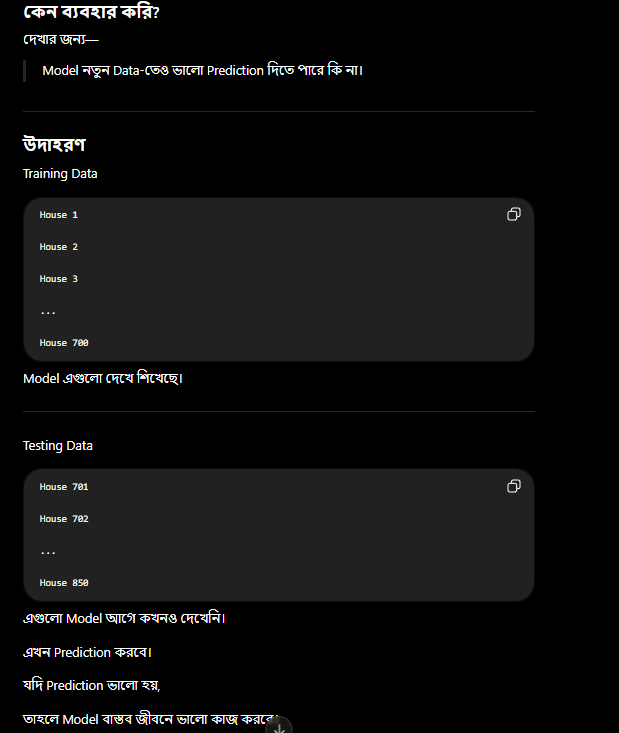 কেন ব্যবহার করি?
দেখার জন্য—
Model নতুন Data-তেও ভালো Prediction দিতে পারে কি না।
উদাহরণ
Training Data
House 1
House 2
House 3
...
House 700
Model এগুলো দেখে শিখেছে।
Testing Data
House 701
House 702
...
House 850
এগুলো Model আগে কখনও দেখেনি।
এখন Prediction করবে।
যদি Prediction ভালো হয়,
তাহলে Model বাস্তব জীবনে ভালো কাজ করবে।